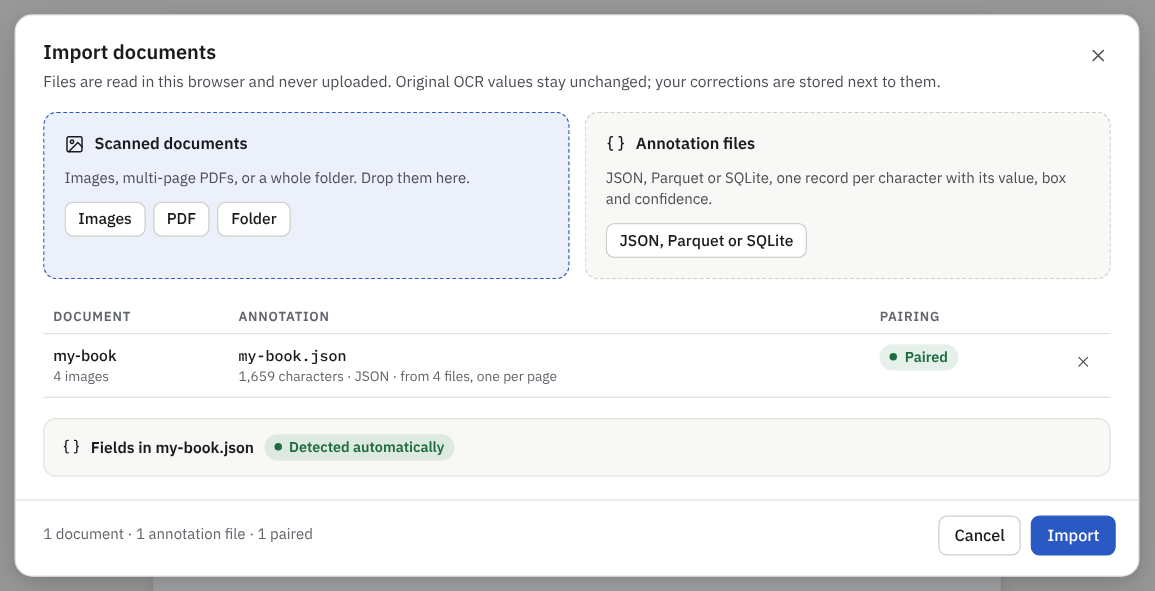 Import documents
Files are read in this browser and never uploaded. Original OCR values stay unchanged; your corrections are stored next to them.
Scanned documents
Images, multi-page PDFs, or a whole folder. Drop them here.
Images PDF Folder
{ } Annotation files
JSON, Parquet or SQLite, one record per character with its value, box
and confidence.
JSON, Parquet or SQLite
DOCUMENT ANNOTATION PAIRING
my-book my-book.json Paired
4 images 1,659 characters · JSON · from 4 files, one per page
{ } Fields in my-book.json Detected automatically
1 document · 1 annotation file · 1 paired
Cancel Import